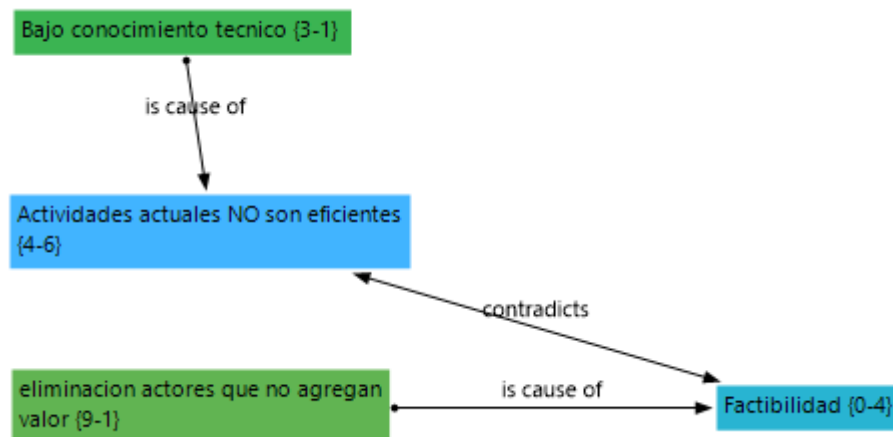 Bajo conocimiento tecnico {3-1}
is cause of
Actividades actuales NO son eficientes
{4-6}
contradicts
eliminacion actores que no agregan
valor {9-1}
is cause of
Factibilidad {0-4}